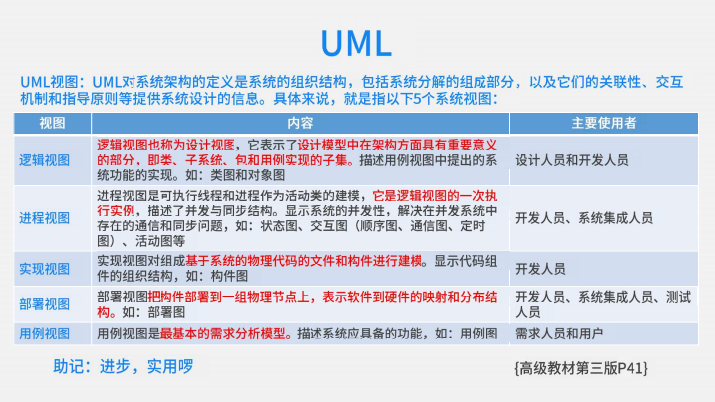 UML
UML视图：UML对系统架构的定义是系统的组织结构，包括系统分解的组成部分，以及它们的关联性、交互
机制和指导原则等提供系统设计的信息。具体来说，就是指以下5个系统视图：
视图 内容 主要使用者
逻辑视图 逻辑视图也称为设计视图，它表示了设计模型中在架构方面具有重要意义
的部分，即类、子系统、包和用例实现的子集。描述用例视图中提出的系
统功能的实现。如：类图和对象图
设计人员和开发人员
进程视图 进程视图是可执行线程和进程作为活动类的建模，它是逻辑视图的一次执
行实例，描述了并发与同步结构。显示系统的并发性，解决在并发系统中
存在的通信和同步问题，如：状态图、交互图（顺序图、通信图、定时
图）、活动图等
开发人员、系统集成人员
实现视图 实现视图对组成基于系统的物理代码的文件和构件进行建模。显示代码组
件的组织结构，如：构件图
开发人员
部署视图 部署视图把构件部署到一组物理节点上，表示软件到硬件的映射和分布结
构。如：部署图
开发人员、系统集成人员、测试
人员
用例视图 用例视图是最基本的需求分析模型。描述系统应具备的功能，如：用例图 需求人员和用户
助记：进步，实用啰
{高级教材第三版P41}